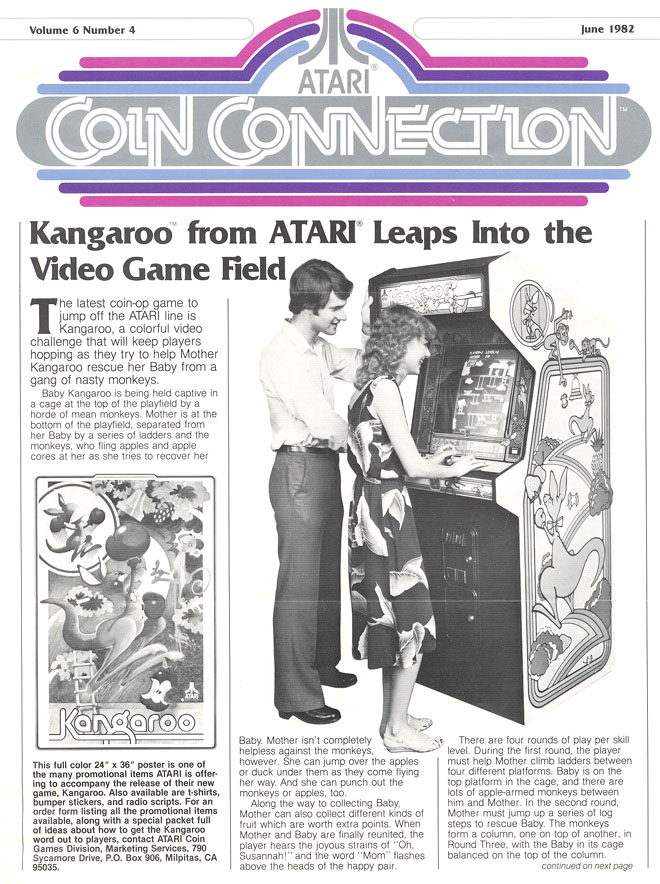 Volume 6 Number 4
June 1982
ATARI®
COIN CONNECTION™
Kangaroo™ from ATARI® Leaps Into the
Video Game Field
The latest coin-op game to
jump off the ATARI line is
Kangaroo, a colorful video
challenge that will keep players
hopping as they try to help Mother
Kangaroo rescue her Baby from a
gang of nasty monkeys.
Baby Kangaroo is being held captive in
a cage at the top of the playfield by a
horde of mean monkeys. Mother is at the
bottom of the playfield, separated from
her Baby by a series of ladders and the
monkeys, who fling apples and apple
cores at her as she tries to recover her
ATARI
Kangaroo
This full color 24" x 36" poster is one of
the many promotional items ATARI is offer-
ing to accompany the release of their new
game, Kangaroo. Also available are t-shirts,
bumper stickers, and radio scripts. For an
order form listing all the promotional items
available, along with a special packet full
of ideas about how to get the Kangaroo
word out to players, contact ATARI Coin
Games Division, Marketing Services, 790
Sycamore Drive, P.O. Box 906, Milpitas, CA
95035.
Kangaroo
Baby. Mother isn't completely
helpless against the monkeys,
however. She can jump over the apples
or duck under them as they come flying
her way. And she can punch out the
monkeys or apples, too.
Along the way to collecting Baby,
Mother can also collect different kinds of
fruit which are worth extra points. When
Mother and Baby are finally reunited, the
player hears the joyous strains of "Oh,
Susannah!" and the word "Mom" flashes
above the heads of the happy pair.
There are four rounds of play per skill
level. During the first round, the player
must help Mother climb ladders between
four different platforms. Baby is on the
top platform in the cage, and there are
lots of apple-armed monkeys between
him and Mother. In the second round,
Mother must jump up a series of log
steps to rescue Baby. The monkeys
form a column, one on top of another, in
Round Three, with the Baby in its cage
balanced on the top of the column.
continued on next page